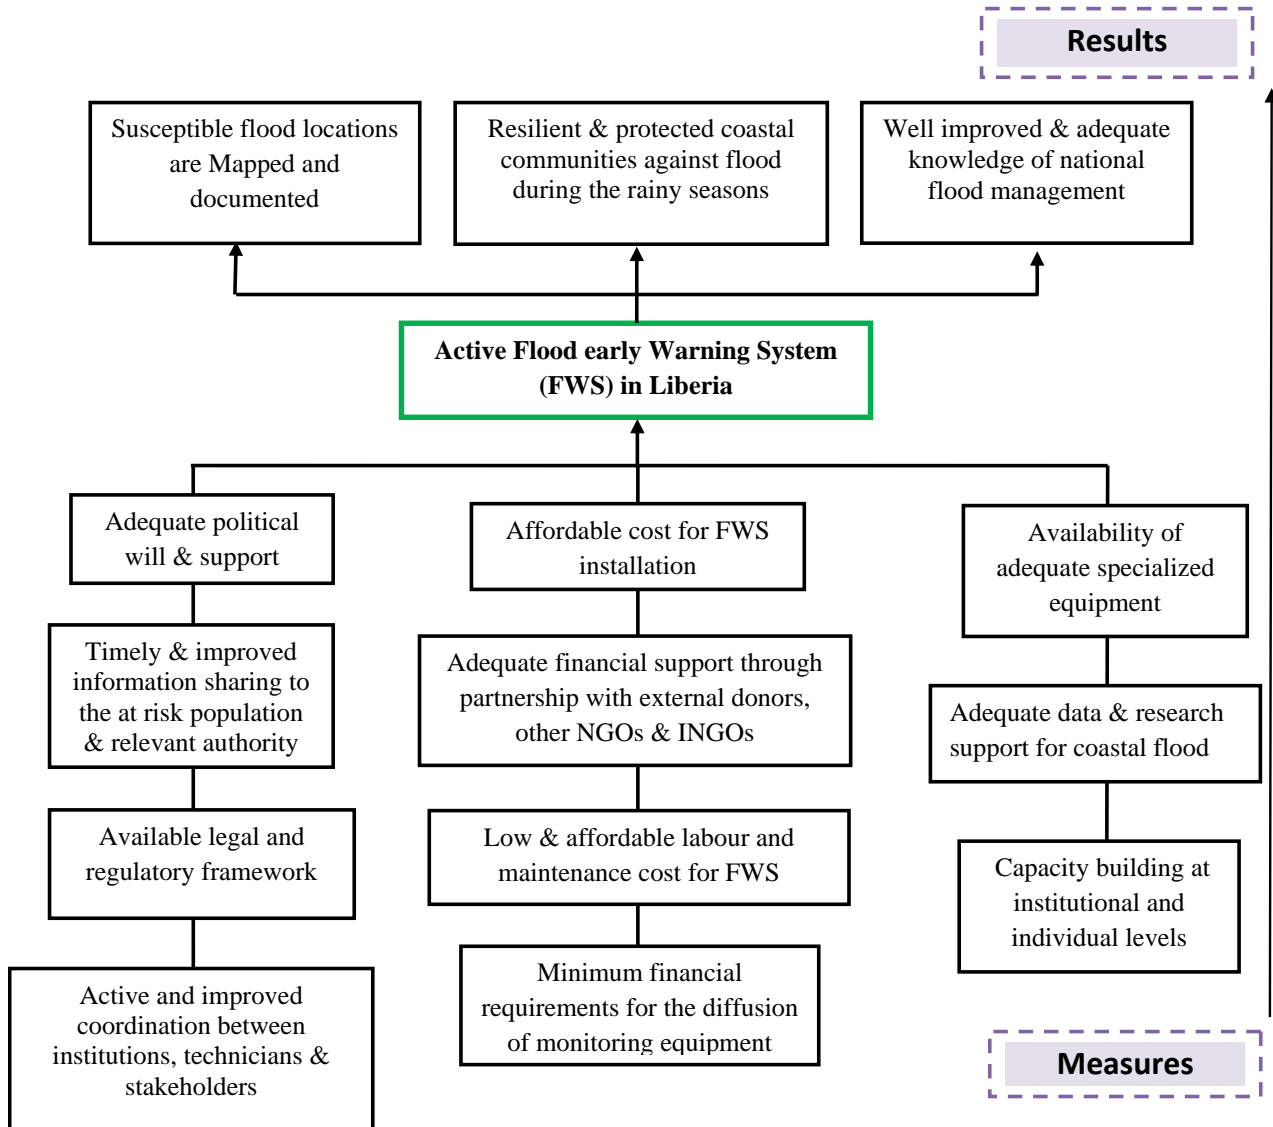 Results
Susceptible flood locations
are Mapped and
documented
Resilient & protected coastal
communities against flood
during the rainy seasons
Well improved & adequate
knowledge of national
flood management
Active Flood early Warning System
(FWS) in Liberia
Adequate political
will & support
Timely & improved
information sharing to
the at risk population
& relevant authority
Available legal and
regulatory framework
Active and improved
coordination between
institutions, technicians &
stakeholders
Affordable cost for FWS
installation
Adequate financial support through
partnership with external donors,
other NGOs & INGOs
Low & affordable labour and
maintenance cost for FWS
Minimum financial
requirements for the diffusion
of monitoring equipment
Availability of
adequate specialized
equipment
Adequate data & research
support for coastal flood
Capacity building at
institutional and
individual levels
Measures